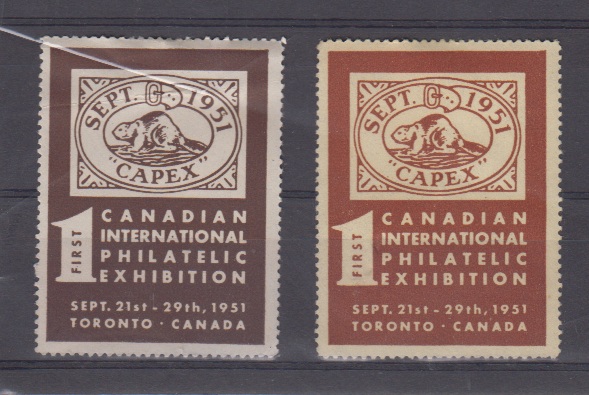 SEPT. G 1951
"CAPEX"
1 FIRST
CANADIAN
INTERNATIONAL
PHILATELIC
EXHIBITION
SEPT. 21st - 29th, 1951
TORONTO · CANADA
SEPT. G 1951
"CAPEX"
1 FIRST
CANADIAN
INTERNATIONAL
PHILATELIC
EXHIBITION
SEPT. 21st - 29th, 1951
TORONTO · CANADA